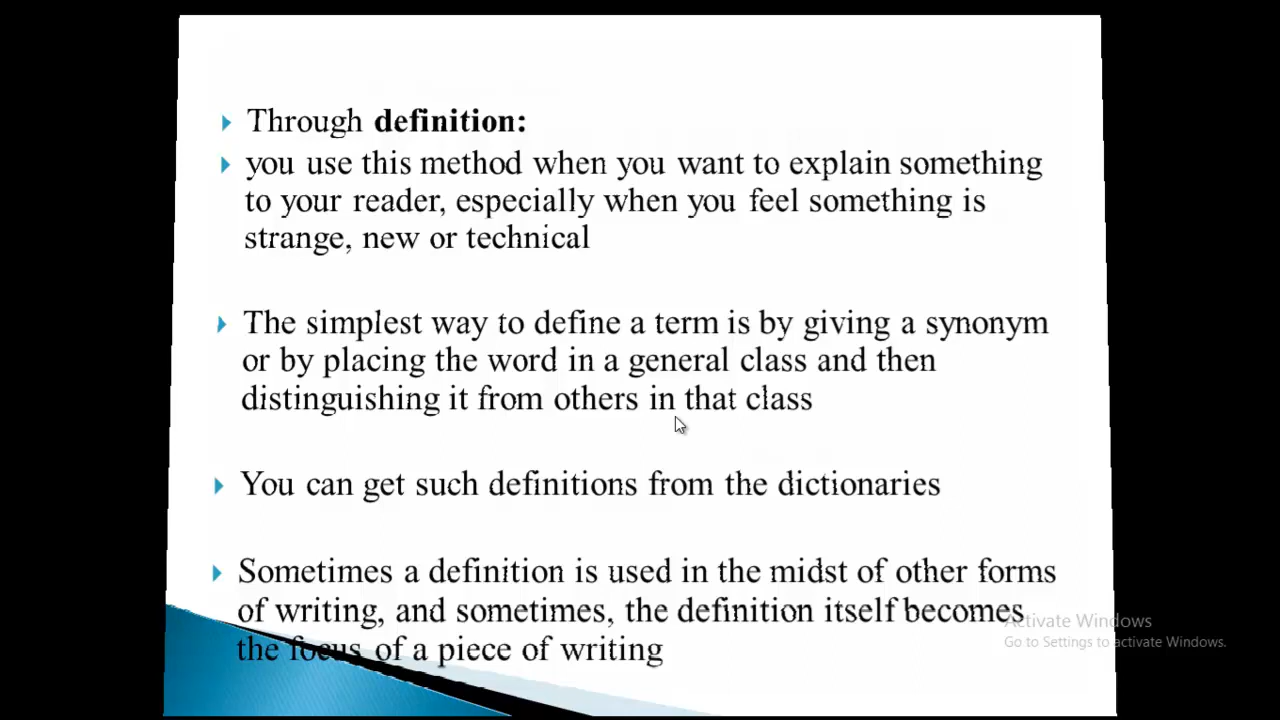 Through definition:
you use this method when you want to explain something
to your reader, especially when you feel something is
strange, new or technical
The simplest way to define a term is by giving a synonym
or by placing the word in a general class and then
distinguishing it from others in that class
You can get such definitions from the dictionaries
Sometimes a definition is used in the midst of other forms
of writing, and sometimes, the definition itself becomes
the focus of a piece of writing
Activate Windows
Go to Settings to activate Windows.